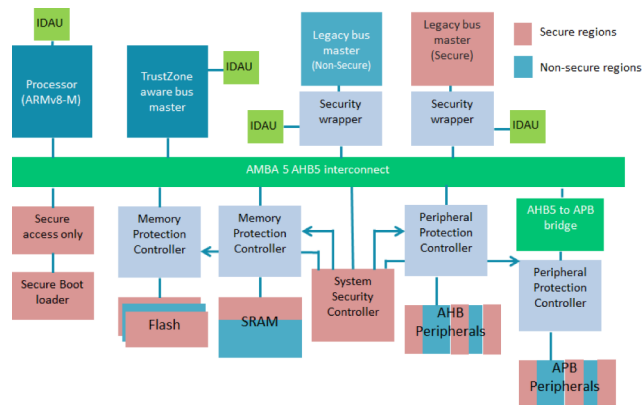 IDAU
Processor
(ARMv8-M)
TrustZone
aware bus
master
IDAU
Legacy bus
master
(Non-Secure)
Security
wrapper
IDAU
Legacy bus
master
(Secure)
Security
wrapper
IDAU
Secure regions
Non-secure regions
AMBA 5 AHB5 interconnect
Secure
access only
Secure Boot
loader
Memory
Protection
Controller
Flash
Memory
Protection
Controller
SRAM
System
Security
Controller
Peripheral
Protection
Controller
AHB
Peripherals
AHB5 to APB
bridge
Peripheral
Protection
Controller
APB
Peripherals